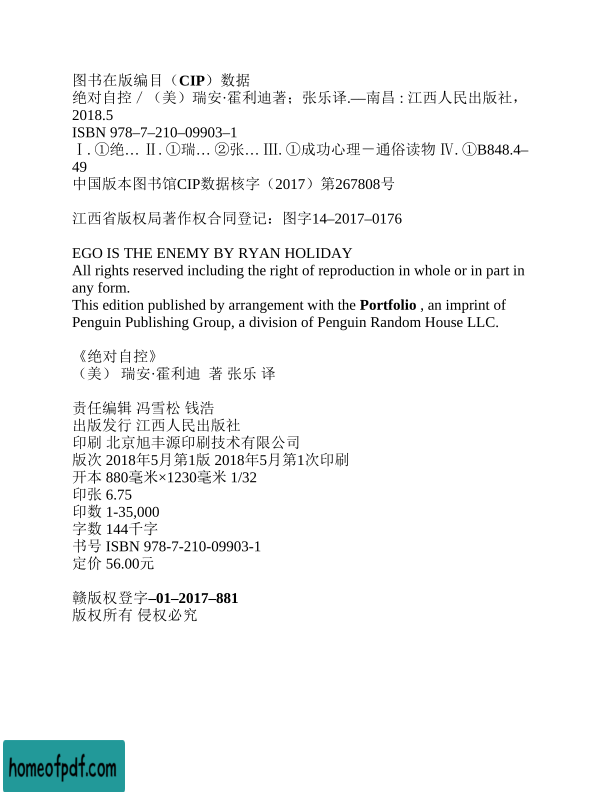 图书在版编目（CIP）数据
绝对自控 / （美）瑞安·霍利迪著；张乐译.—南昌 : 江西人民出版社，
2018.5
ISBN 978–7–210–09903–1
Ⅰ. ①绝… Ⅱ. ①瑞… ②张… Ⅲ. ①成功心理－通俗读物 Ⅳ. ①B848.4–
49
中国版本图书馆CIP数据核字（2017）第267808号
江西省版权局著作权合同登记：图字14–2017–0176
EGO IS THE ENEMY BY RYAN HOLIDAY
All rights reserved including the right of reproduction in whole or in part in
any form.
This edition published by arrangement with the Portfolio , an imprint of
Penguin Publishing Group, a division of Penguin Random House LLC.
《绝对自控》
（美） 瑞安·霍利迪 著 张乐 译
责任编辑 冯雪松 钱浩
出版发行 江西人民出版社
印刷 北京旭丰源印刷技术有限公司
版次 2018年5月第1版 2018年5月第1次印刷
开本 880毫米×1230毫米 1/32
印张 6.75
印数 1-35,000
字数 144千字
书号 ISBN 978-7-210-09903-1
定价 56.00元
赣版权登字–01–2017–881
版权所有 侵权必究
homeofpdf.com